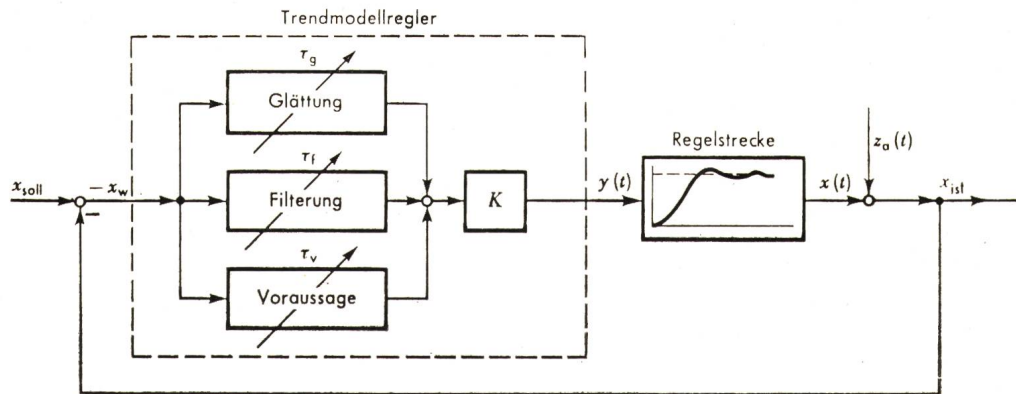 Trendmodellregler
τg
Glättung
Regelstrecke
za(t)
τf
xsoll
− xw
Filterung
K
y(t)
x(t)
xist
−
τv
Voraussage